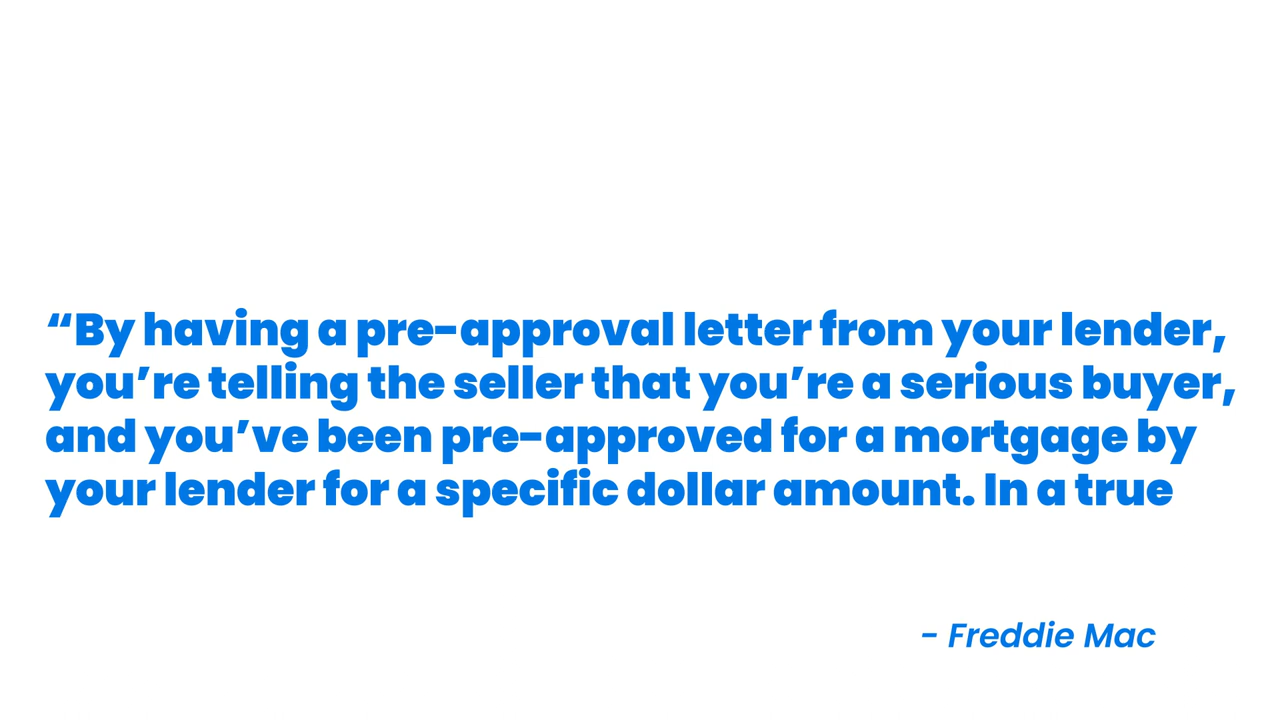 “By having a pre-approval letter from your lender,
you’re telling the seller that you’re a serious buyer,
and you’ve been pre-approved for a mortgage by
your lender for a specific dollar amount. In a true
- Freddie Mac